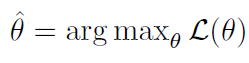 θ̂ = arg max_θ 𝓛(θ)